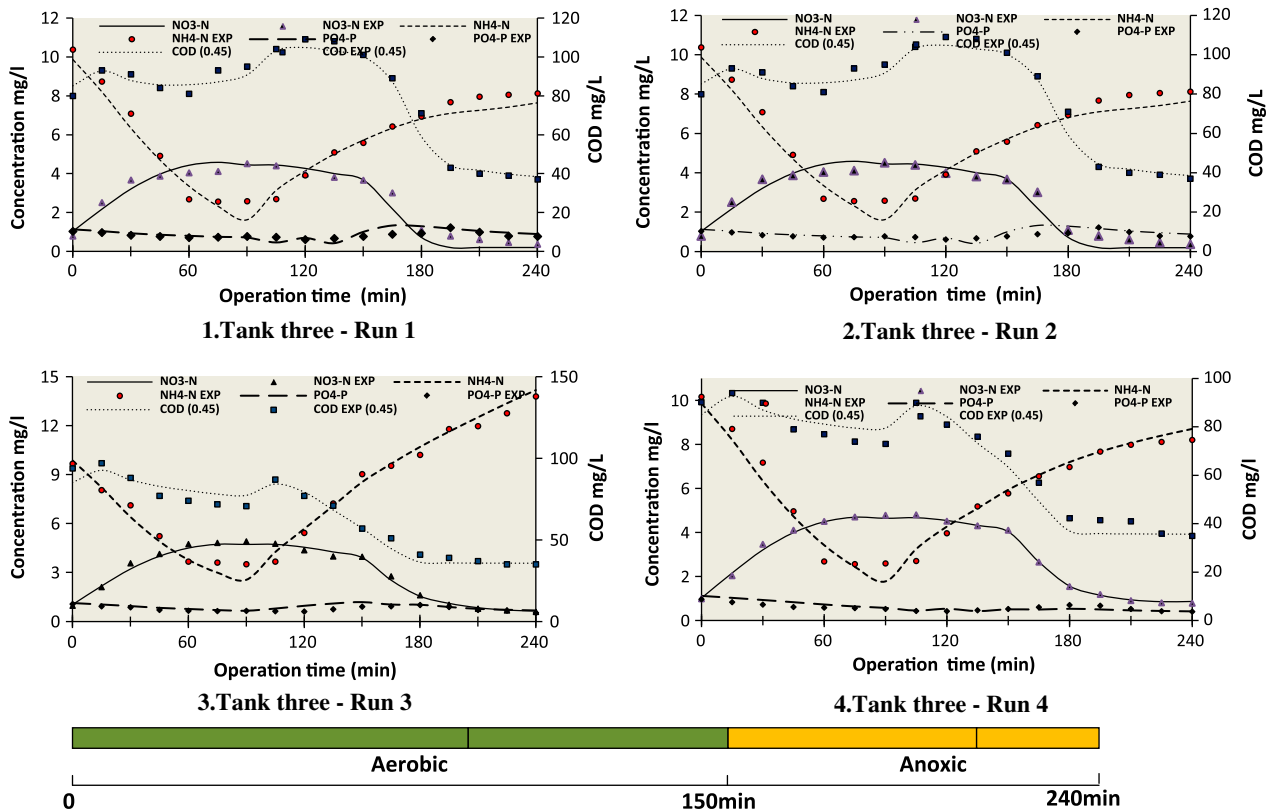 NO3-N NO3-N EXP NH4-N
NH4-N EXP PO4-P PO4-P EXP
COD (0.45) COD EXP (0.45)
12
10
8
6
4
2
0
Concentration mg/l
120
100
80
60
40
20
0
COD mg/L
0 60 120 180 240
Operation time (min)
1.Tank three - Run 1
NO3-N NO3-N EXP NH4-N
NH4-N EXP PO4-P PO4-P EXP
COD (0.45) COD EXP (0.45)
12
10
8
6
4
2
0
Concentration mg/l
120
100
80
60
40
20
0
COD mg/L
0 60 120 180 240
Operation time (min)
2.Tank three - Run 2
NO3-N NO3-N EXP NH4-N
NH4-N EXP PO4-P PO4-P EXP
COD (0.45) COD EXP (0.45)
15
12
9
6
3
0
Concentration mg/l
150
100
50
0
COD mg/L
0 60 120 180 240
Operation time (min)
3.Tank three - Run 3
NO3-N NO3-N EXP NH4-N
NH4-N EXP PO4-P PO4-P EXP
COD (0.45) COD EXP (0.45)
10
8
6
4
2
0
Concentration mg/l
100
80
60
40
20
0
COD mg/l
0 60 120 180 240
Operation time (min)
4.Tank three - Run 4
Aerobic Anoxic
0 150min 240min